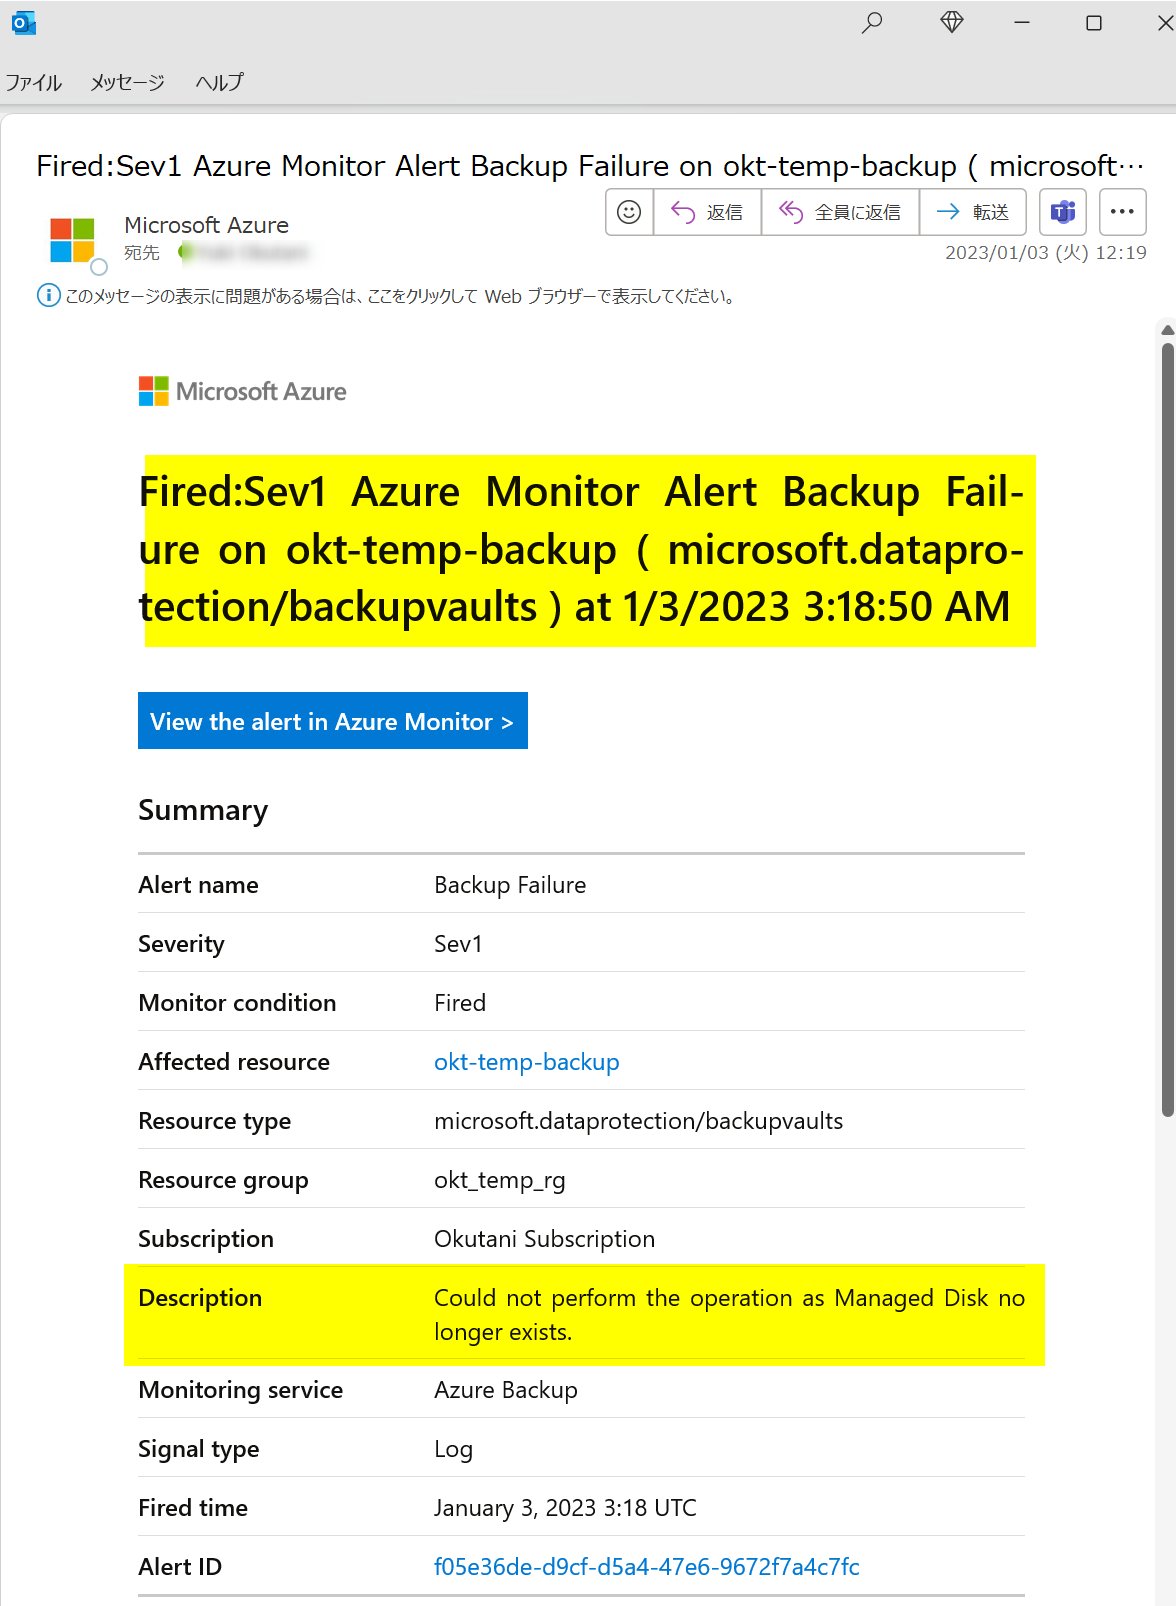 ファイル メッセージ ヘルプ
Fired:Sev1 Azure Monitor Alert Backup Failure on okt-temp-backup ( microsoft…
Microsoft Azure
返信 全員に返信 転送
宛先
2023/01/03 (火) 12:19
このメッセージの表示に問題がある場合は、ここをクリックして Web ブラウザーで表示してください。
Microsoft Azure
Fired:Sev1 Azure Monitor Alert Backup Fail-
ure on okt-temp-backup ( microsoft.datapro-
tection/backupvaults ) at 1/3/2023 3:18:50 AM
View the alert in Azure Monitor >
Summary
Alert name Backup Failure
Severity Sev1
Monitor condition Fired
Affected resource okt-temp-backup
Resource type microsoft.dataprotection/backupvaults
Resource group okt_temp_rg
Subscription Okutani Subscription
Description Could not perform the operation as Managed Disk no
longer exists.
Monitoring service Azure Backup
Signal type Log
Fired time January 3, 2023 3:18 UTC
Alert ID f05e36de-d9cf-d5a4-47e6-9672f7a4c7fc